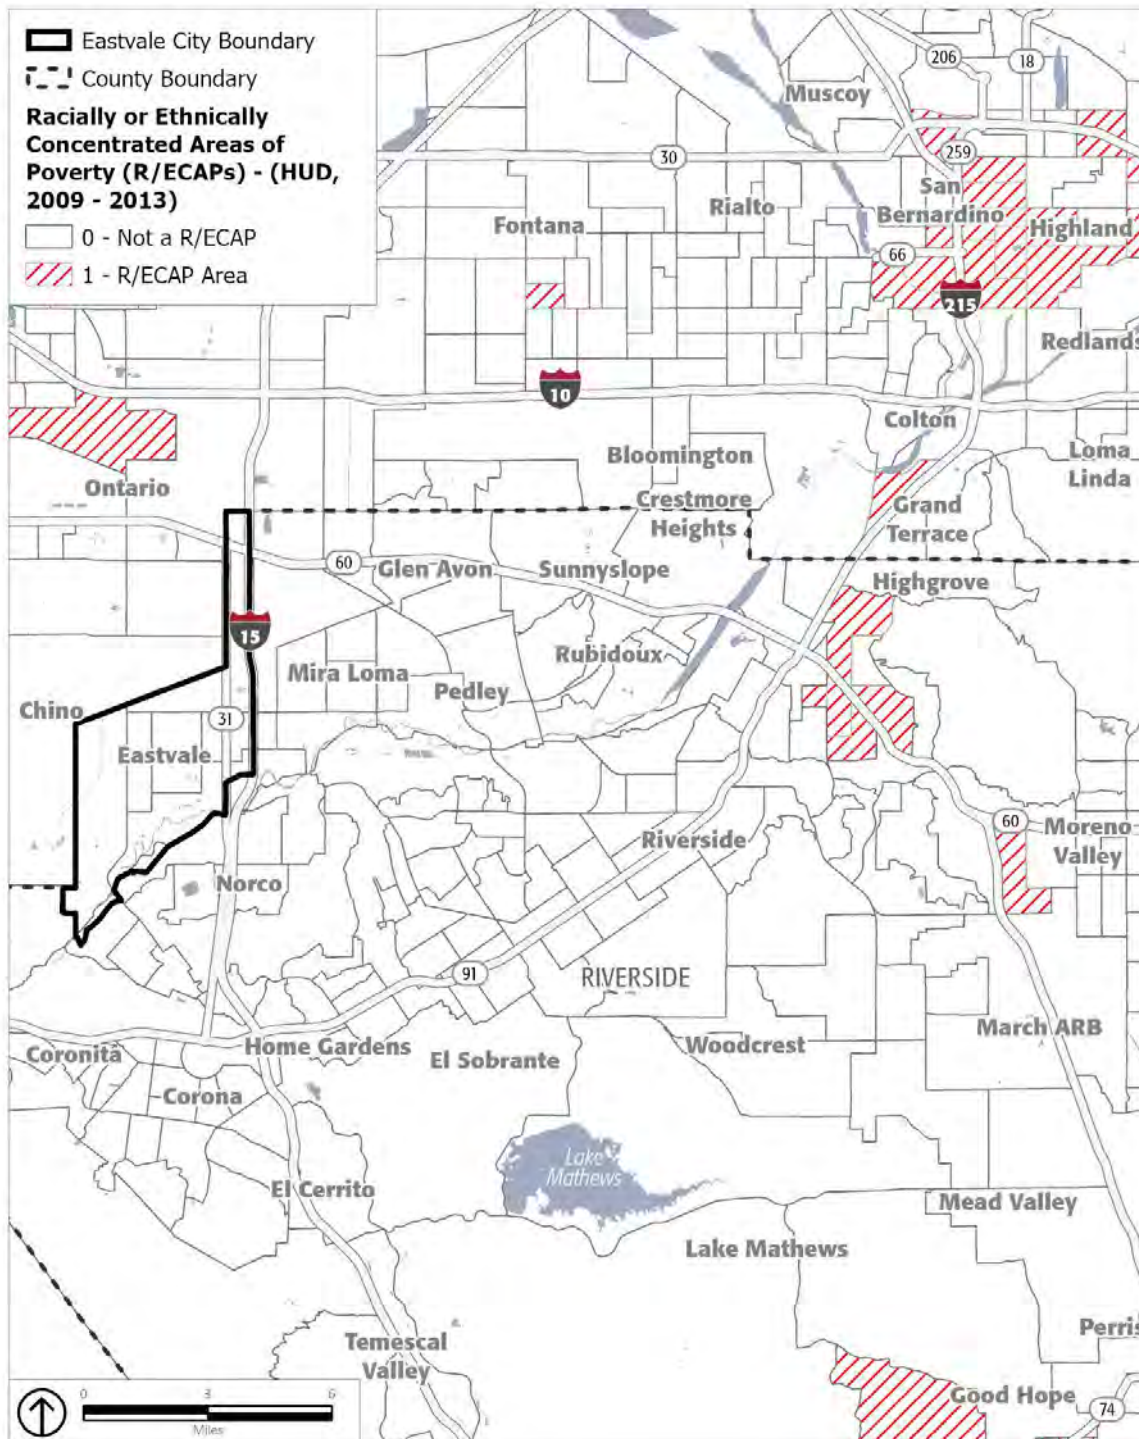 Eastvale City Boundary
County Boundary
Racially or Ethnically
Concentrated Areas of
Poverty (R/ECAPs) - (HUD,
2009 - 2013)
0 - Not a R/ECAP
1 - R/ECAP Area
206
18
Muscoy
30
259
San
Bernardino
Rialto
Fontana
Highland
66
215
Redlands
10
Colton
Bloomington
Loma
Linda
Ontario
Crestmore
Heights
Grand
Terrace
60
Glen Avon
Sunnyslope
Highgrove
15
Rubidoux
Mira Loma
Pedley
Chino
31
Eastvale
60
Moreno
Valley
Riverside
Norco
91
RIVERSIDE
March ARB
Coronita
Home Gardens
El Sobrante
Woodcrest
Corona
Lake
Mathews
El Cerrito
Mead Valley
Lake Mathews
Perris
Temescal
Valley
Good Hope
74
0 3 6
Miles